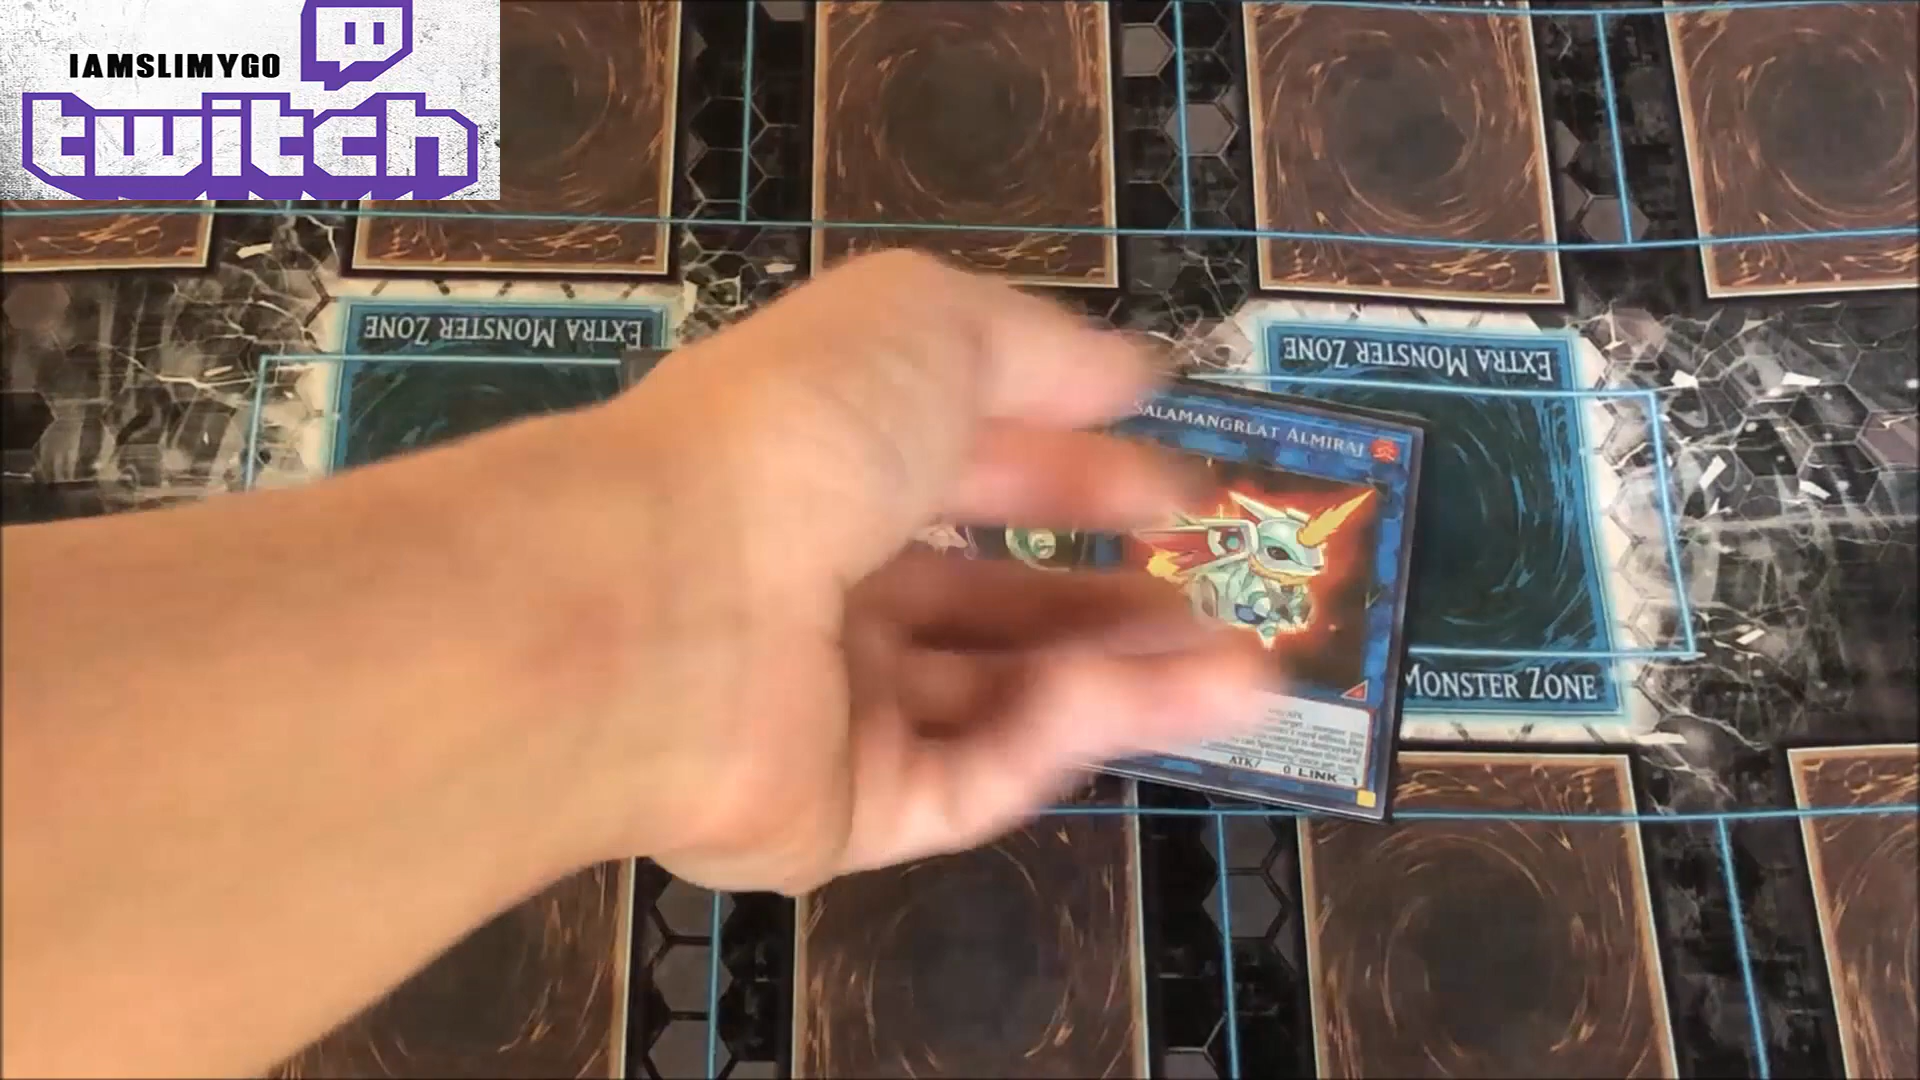 IAMSLIMYGO
twitch
EXTRA MONSTER ZONE
EXTRA MONSTER ZONE
SALAMANGREAT ALMIRAJ
MONSTER ZONE
ATK/ 0 LINK-1